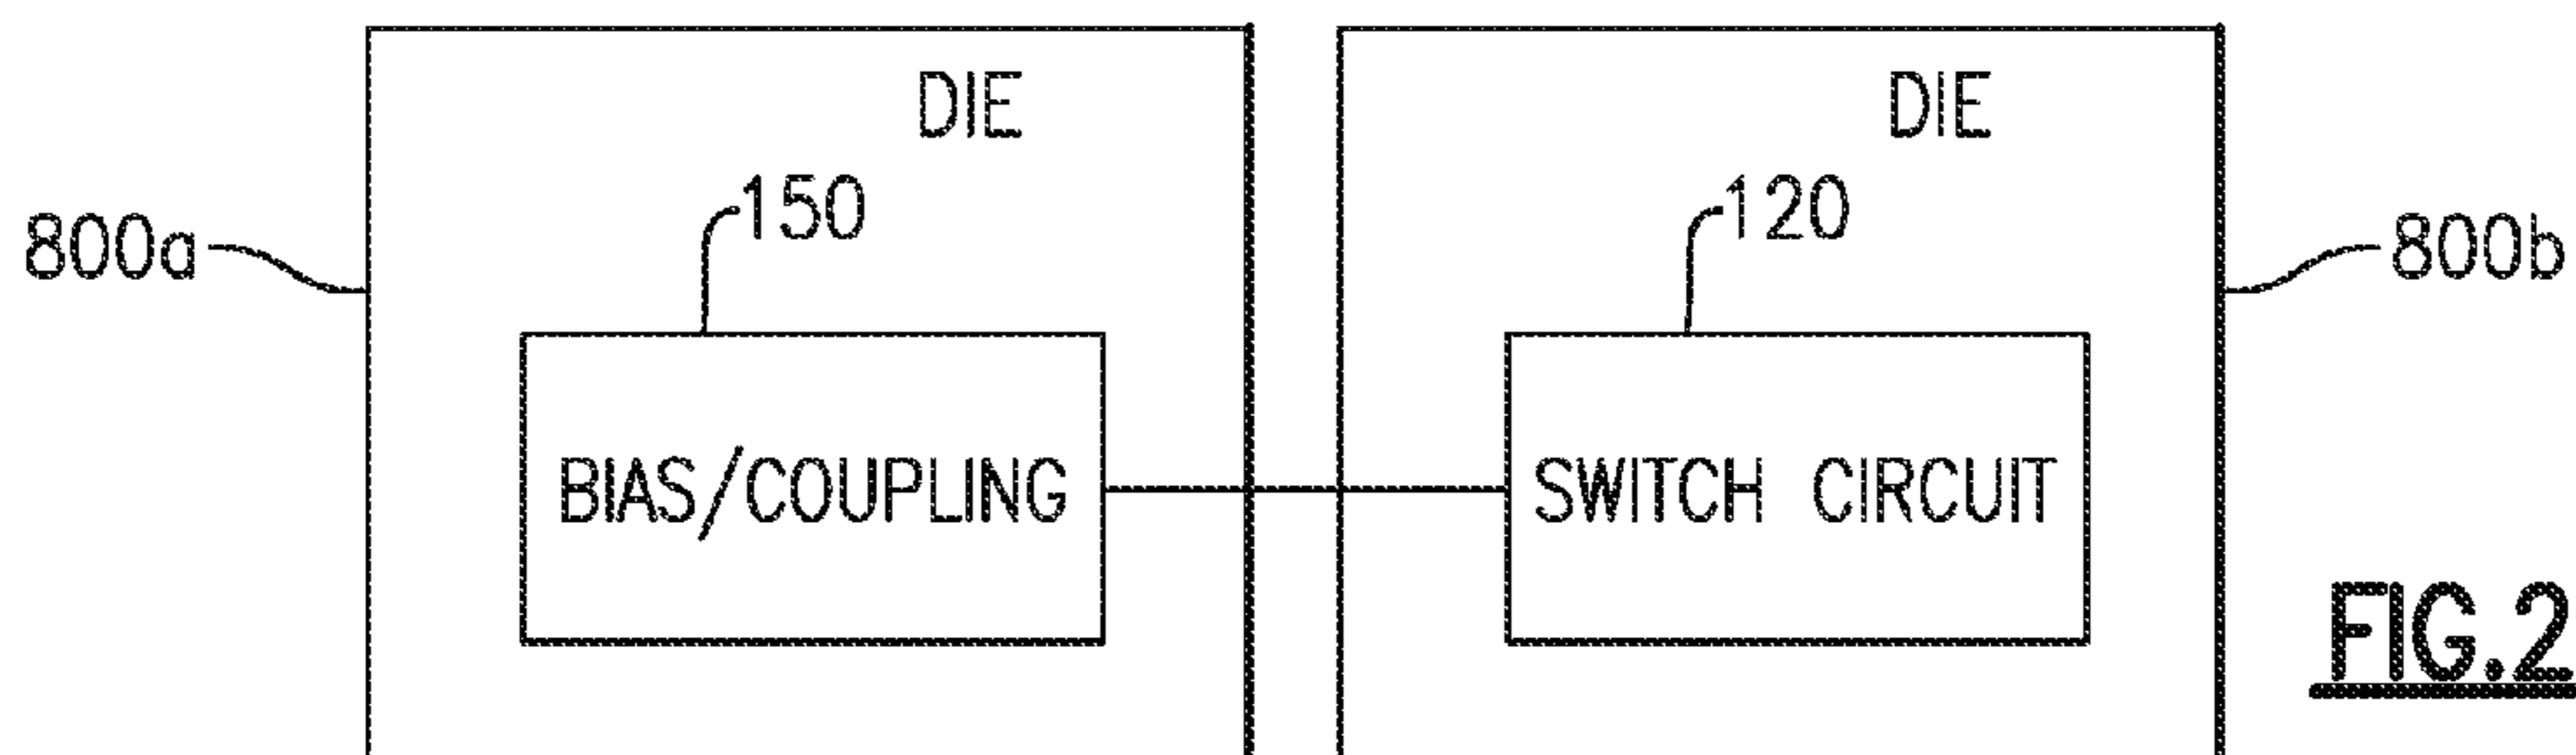 DIE
DIE
150
120
800a
800b
BIAS/COUPLING
SWITCH CIRCUIT
FIG.2